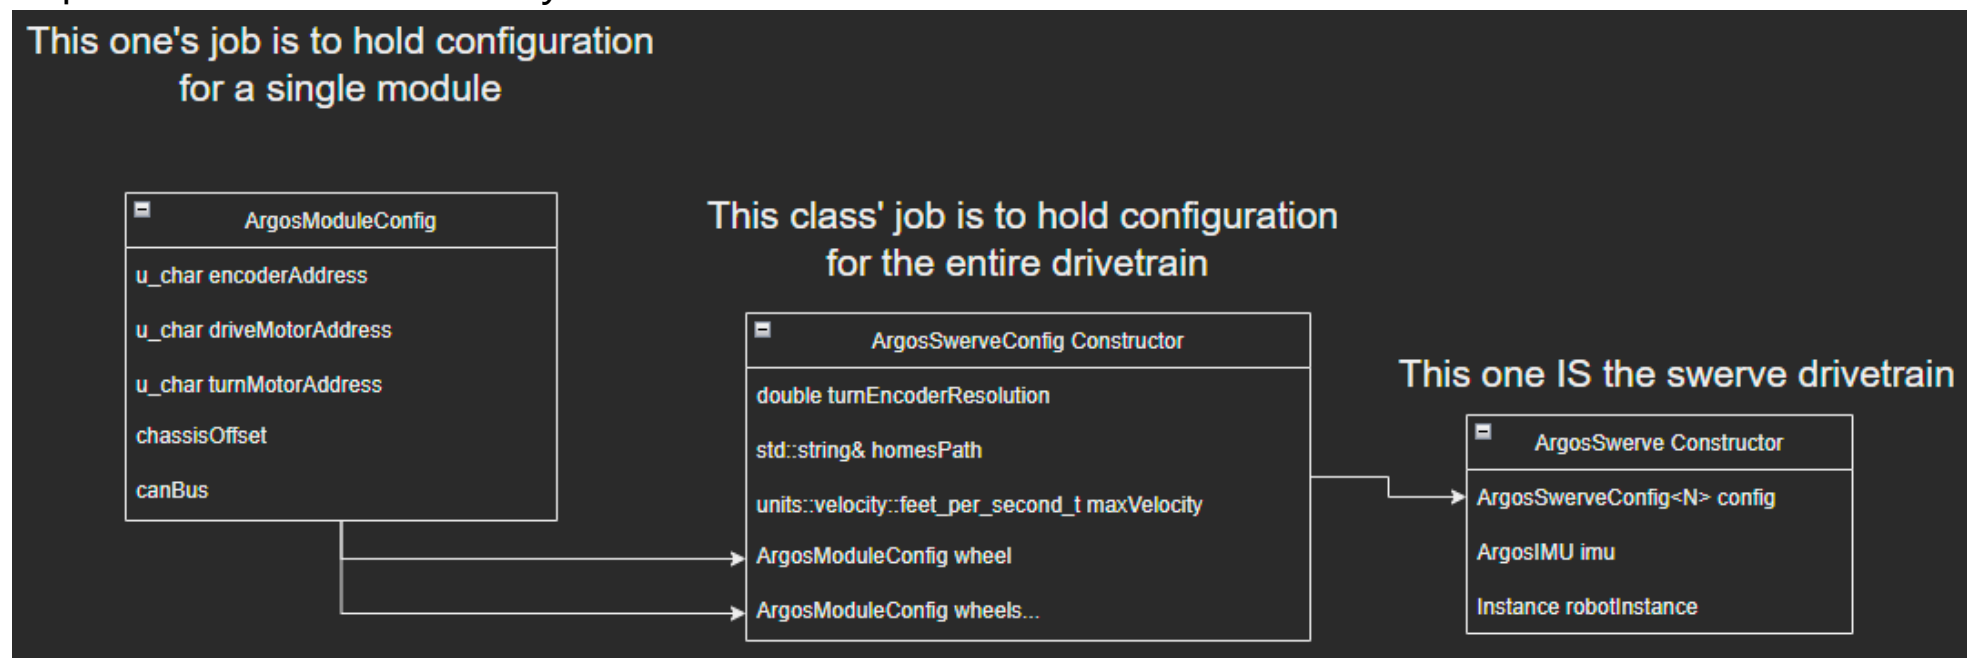 This one's job is to hold configuration
for a single module
ArgosModuleConfig
u_char encoderAddress
u_char driveMotorAddress
u_char turnMotorAddress
chassisOffset
canBus
This class' job is to hold configuration
for the entire drivetrain
ArgosSwerveConfig Constructor
double turnEncoderResolution
std::string& homesPath
units::velocity::feet_per_second_t maxVelocity
ArgosModuleConfig wheel
ArgosModuleConfig wheels...
This one IS the swerve drivetrain
ArgosSwerve Constructor
ArgosSwerveConfig<N> config
ArgosIMU imu
Instance robotInstance